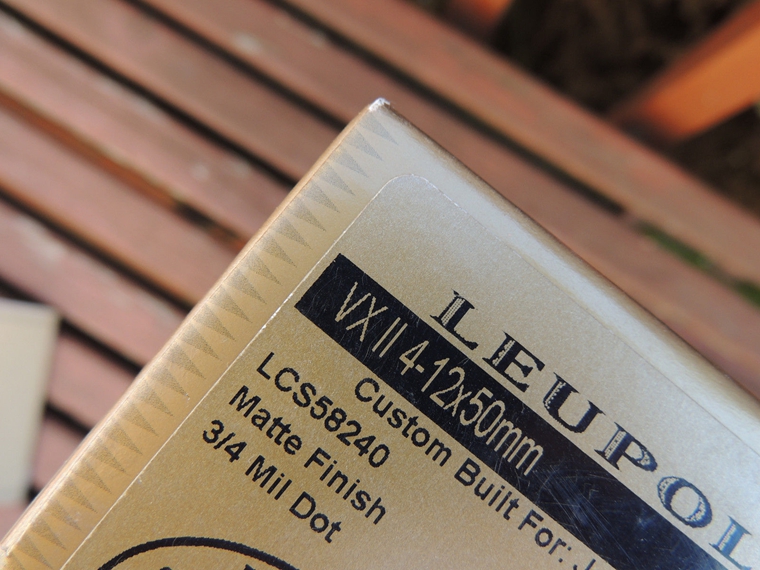 LEUPOL
VX II 4-12x50mm
Custom Built For: J
LCS58240
Matte Finish
3/4 Mil Dot